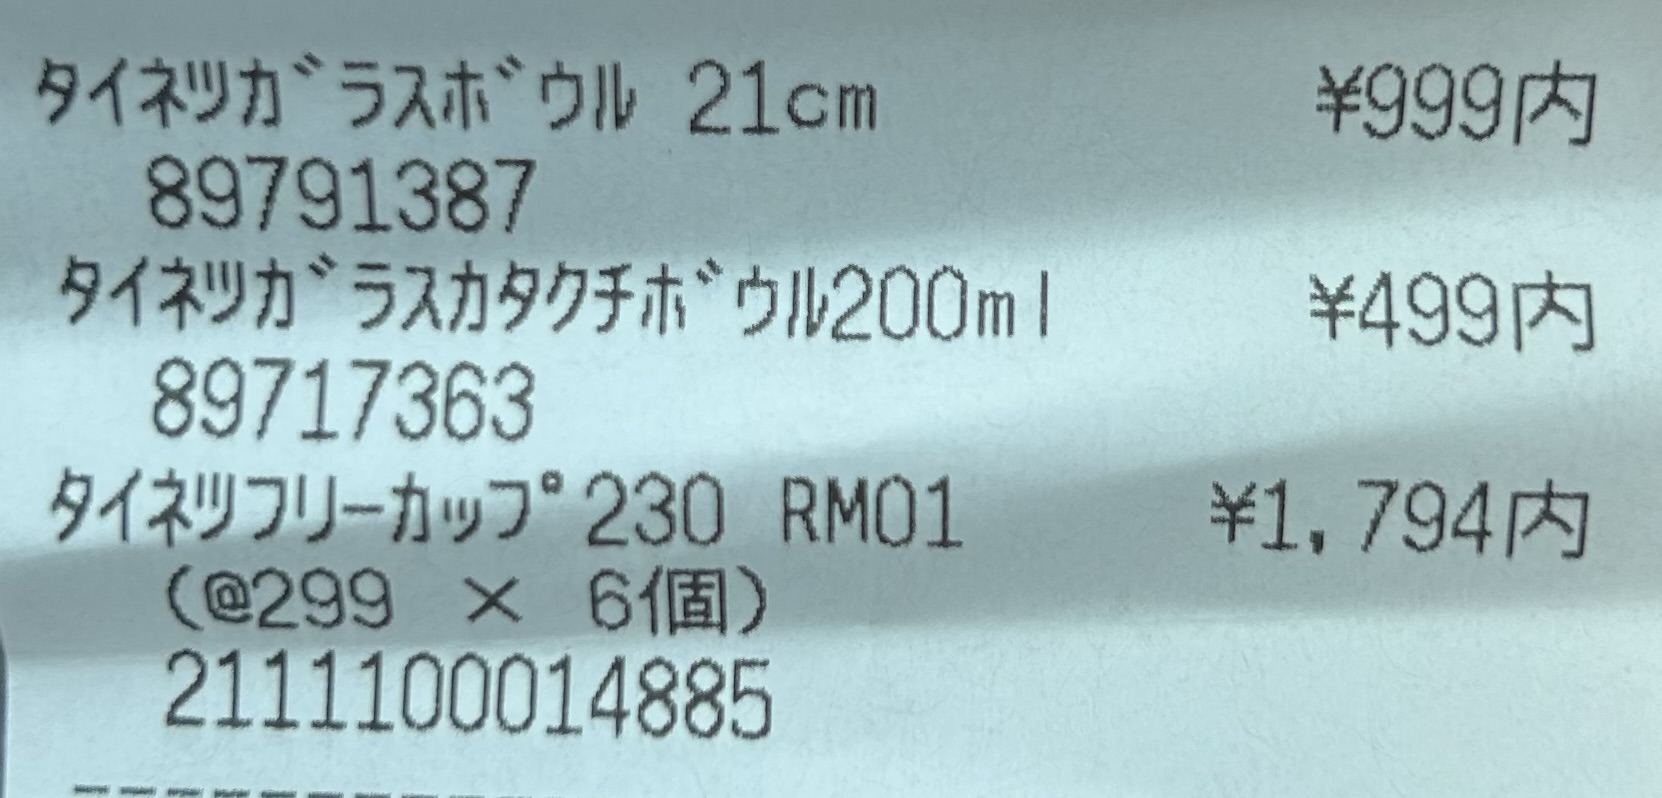 ﾀｲﾈﾂｶﾞﾗｽﾎﾞｳﾙ 21cm ¥999内
89791387
ﾀｲﾈﾂｶﾞﾗｽｶﾀｸﾁﾎﾞｳﾙ200ml ¥499内
89717363
ﾀｲﾈﾂﾌﾘｰｶｯﾌﾟ230 RM01 ¥1,794内
(@299 × 6個)
2111100014885